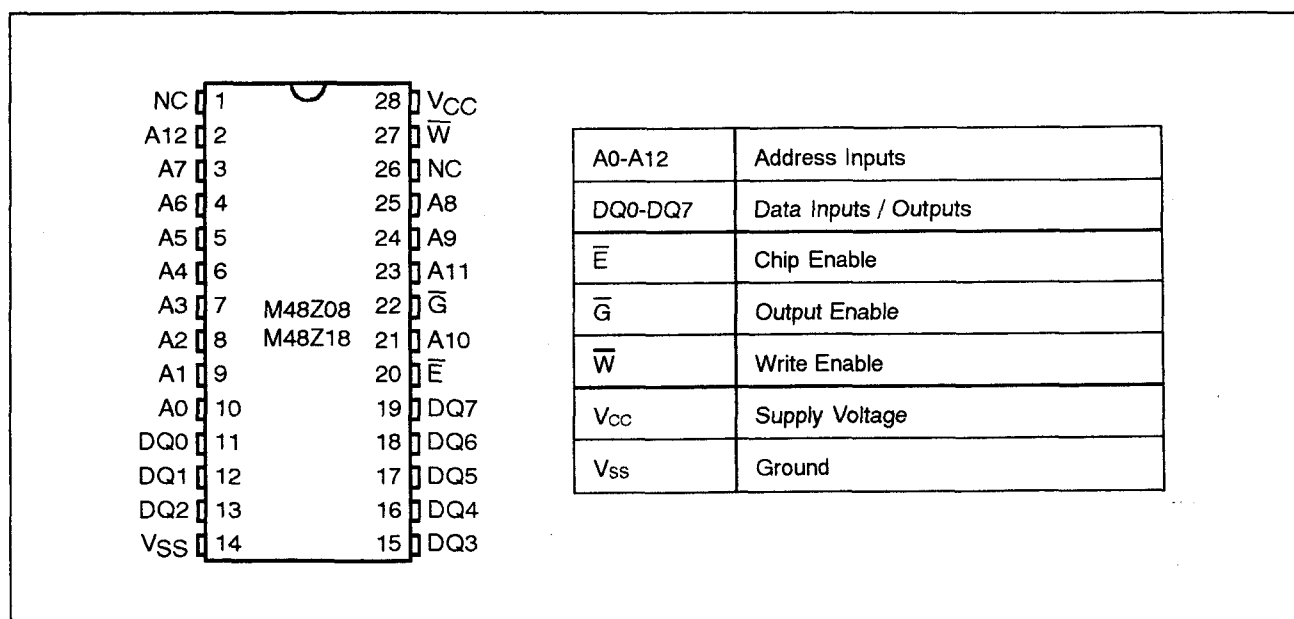 NC 1 28 VCC
A12 2 27 W̅
A7 3 26 NC
A6 4 25 A8
A5 5 24 A9
A4 6 23 A11
A3 7 M48Z08 22 G̅
A2 8 M48Z18 21 A10
A1 9 20 E̅
A0 10 19 DQ7
DQ0 11 18 DQ6
DQ1 12 17 DQ5
DQ2 13 16 DQ4
VSS 14 15 DQ3
A0-A12 Address Inputs
DQ0-DQ7 Data Inputs / Outputs
E̅ Chip Enable
G̅ Output Enable
W̅ Write Enable
VCC Supply Voltage
VSS Ground